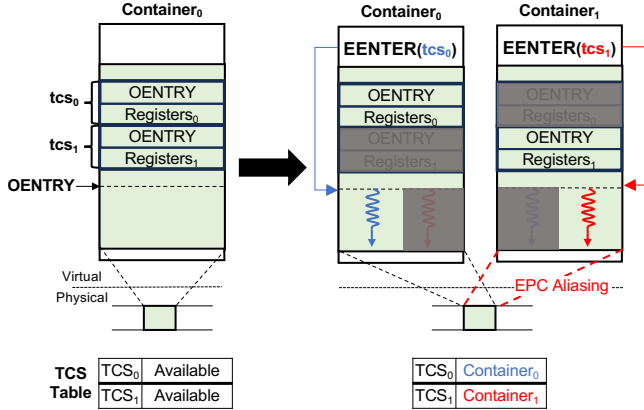 Container₀
Container₀
Container₁
EENTER(tcs₀)
EENTER(tcs₁)
tcs₀
OENTRY
Registers₀
tcs₁
OENTRY
Registers₁
OENTRY
OENTRY
Registers₀
OENTRY
Registers₁
OENTRY
Registers₀
OENTRY
Registers₁
Virtual
Physical
EPC Aliasing
TCS
Table
TCS₀ Available
TCS₁ Available
TCS₀ Container₀
TCS₁ Container₁